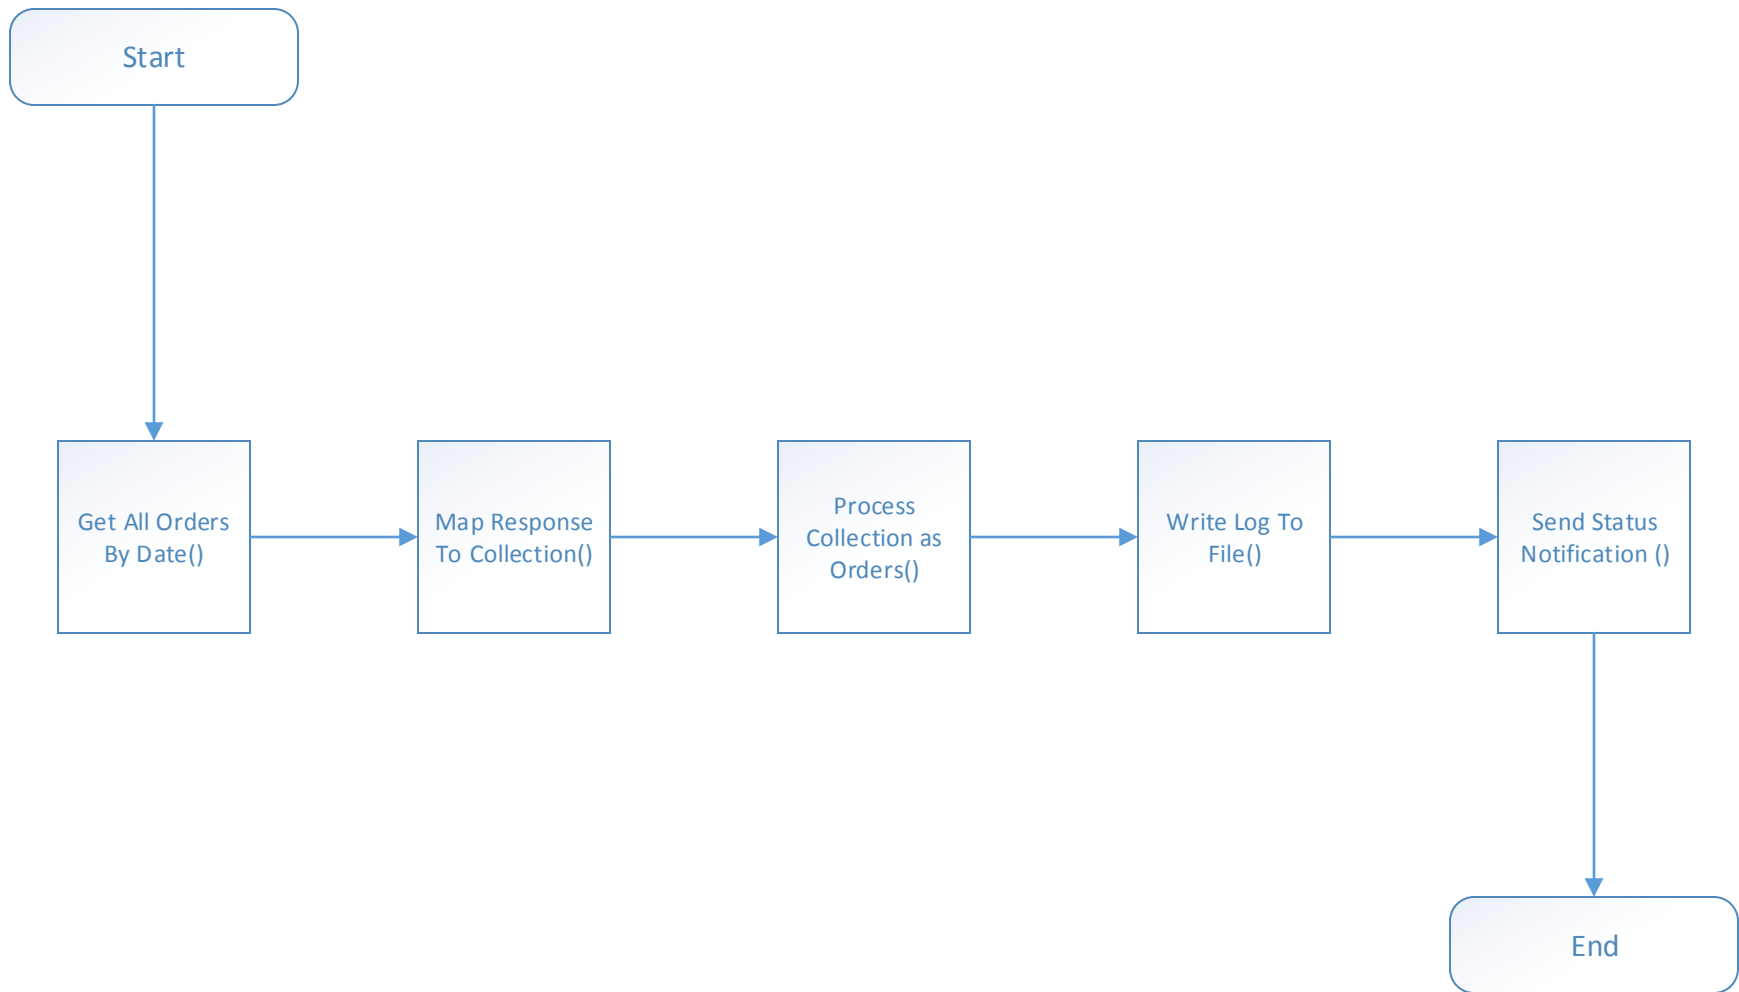 Start
Get All Orders
By Date()
Map Response
To Collection()
Process
Collection as
Orders()
Write Log To
File()
Send Status
Notification ()
End